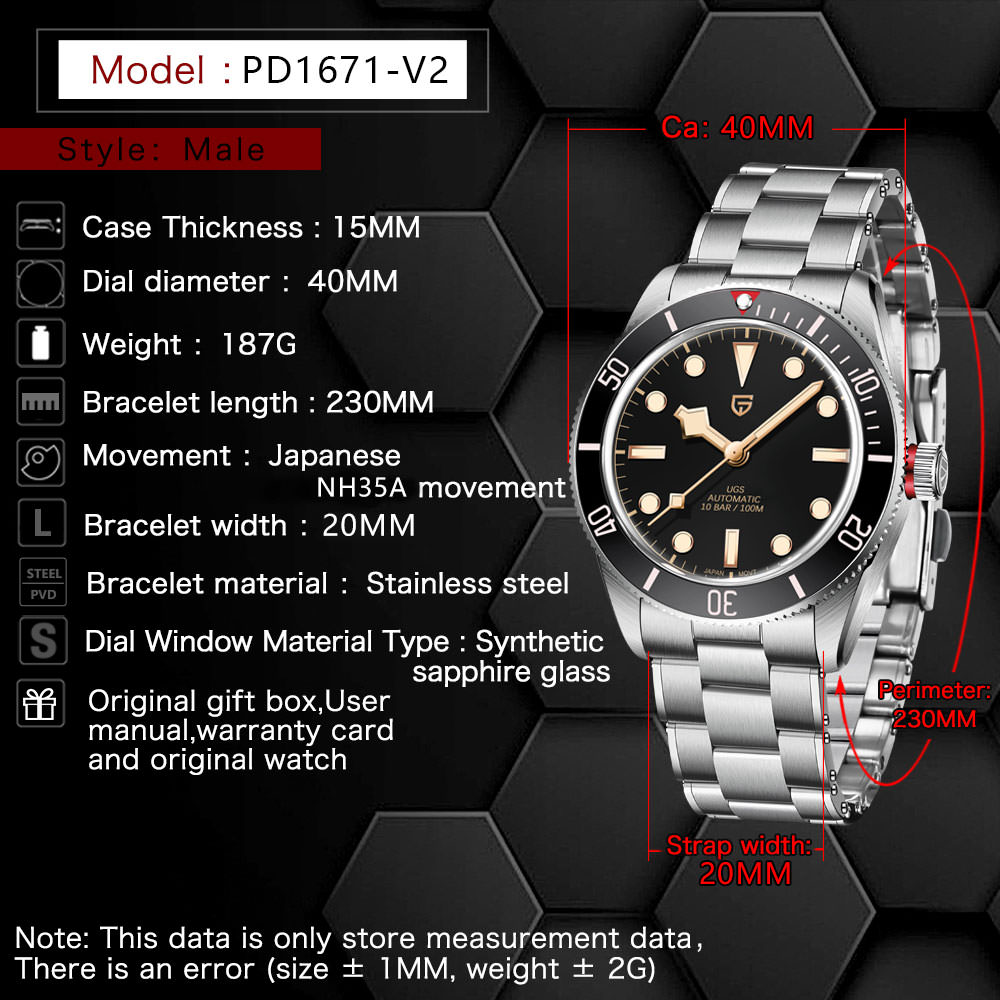 Model : PD1671-V2
Style: Male
Ca: 40MM
Case Thickness : 15MM
Dial diameter : 40MM
Weight : 187G
Bracelet length : 230MM
Movement : Japanese
NH35A movement
L
Bracelet width : 20MM
STEEL
PVD
Bracelet material : Stainless steel
S
Dial Window Material Type : Synthetic
sapphire glass
Original gift box,User
manual,warranty card
and original watch
50
10
40
20
30
UGS
AUTOMATIC
10 BAR / 100M
JAPAN MOVT
Perimeter:
230MM
Strap width:
20MM
Note: This data is only store measurement data,
There is an error (size ± 1MM, weight ± 2G)